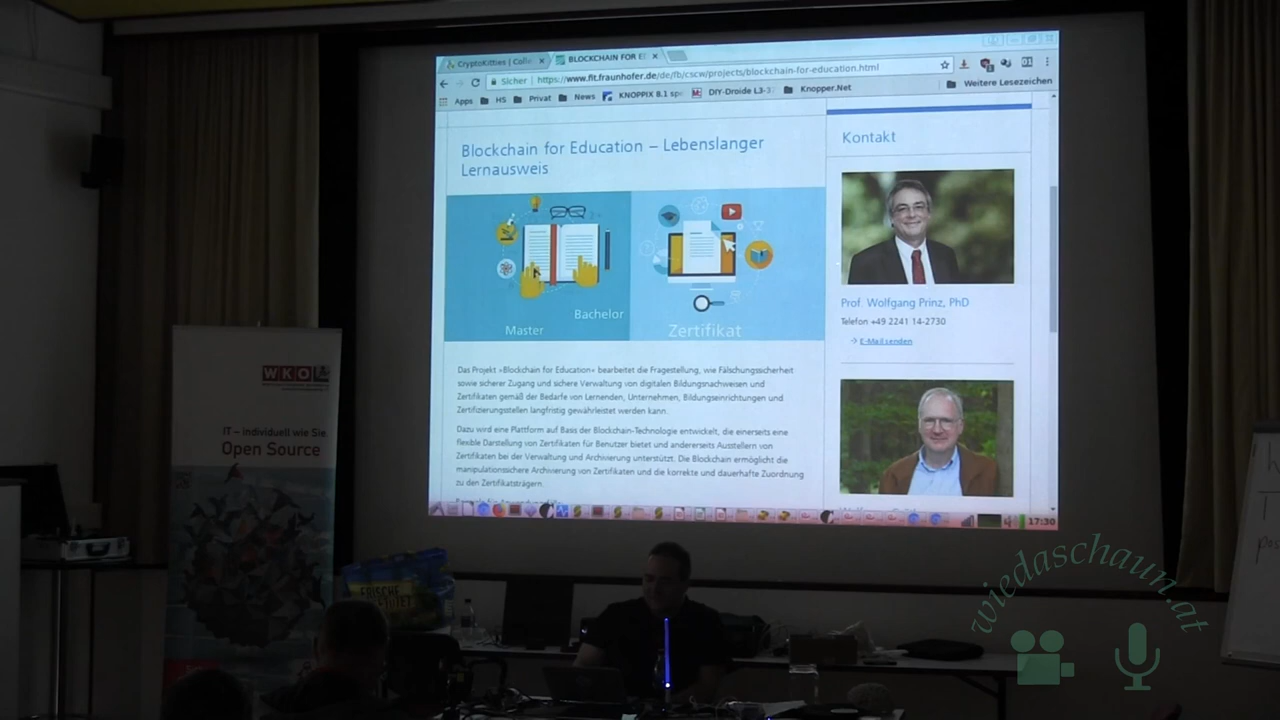 CryptoKitties | Colle
BLOCKCHAIN FOR E
Sicher
https://www.fit.fraunhofer.de/de/fb/cscw/projects/blockchain-for-education.html
Apps
HS
Privat
News
KNOPPIX 8.1 spe
DIY-Droide L3-3
Knopper.Net
Weitere Lesezeichen
Blockchain for Education – Lebenslanger
Lernausweis
Master
Bachelor
Zertifikat
Das Projekt »Blockchain for Education« bearbeitet die Fragestellung, wie Fälschungssicherheit
sowie sicherer Zugang und sichere Verwaltung von digitalen Bildungsnachweisen und
Zertifikaten gemäß der Bedarfe von Lernenden, Unternehmen, Bildungseinrichtungen und
Zertifizierungsstellen langfristig gewährleistet werden kann.
Dazu wird eine Plattform auf Basis der Blockchain-Technologie entwickelt, die einerseits eine
flexible Darstellung von Zertifikaten für Benutzer bietet und andererseits Ausstellern von
Zertifikaten bei der Verwaltung und Archivierung unterstützt. Die Blockchain ermöglicht die
manipulationssichere Archivierung von Zertifikaten und die korrekte und dauerhafte Zuordnung
zu den Zertifikatsträgern.
Kontakt
Prof. Wolfgang Prinz, PhD
Telefon +49 2241 14-2730
→ E-Mail senden
17:30
WKO
IT – individuell wie Sie.
Open Source
FRISCHE
wiedaschaun.at